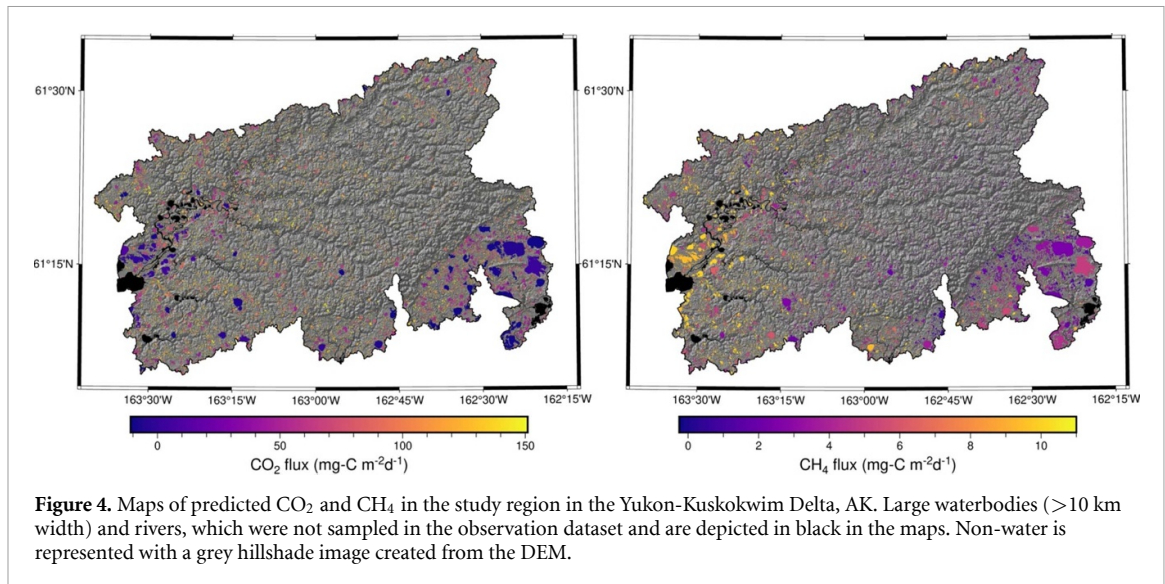 61°30'N
61°15'N
163°30'W 163°15'W 163°00'W 162°45'W 162°30'W 162°15'W
0 50 100 150
CO₂ flux (mg-C m⁻²d⁻¹)
61°30'N
61°15'N
163°30'W 163°15'W 163°00'W 162°45'W 162°30'W 162°15'W
0 2 4 6 8 10
CH₄ flux (mg-C m⁻²d⁻¹)
Figure 4. Maps of predicted CO₂ and CH₄ in the study region in the Yukon-Kuskokwim Delta, AK. Large waterbodies (>10 km
width) and rivers, which were not sampled in the observation dataset and are depicted in black in the maps. Non-water is
represented with a grey hillshade image created from the DEM.